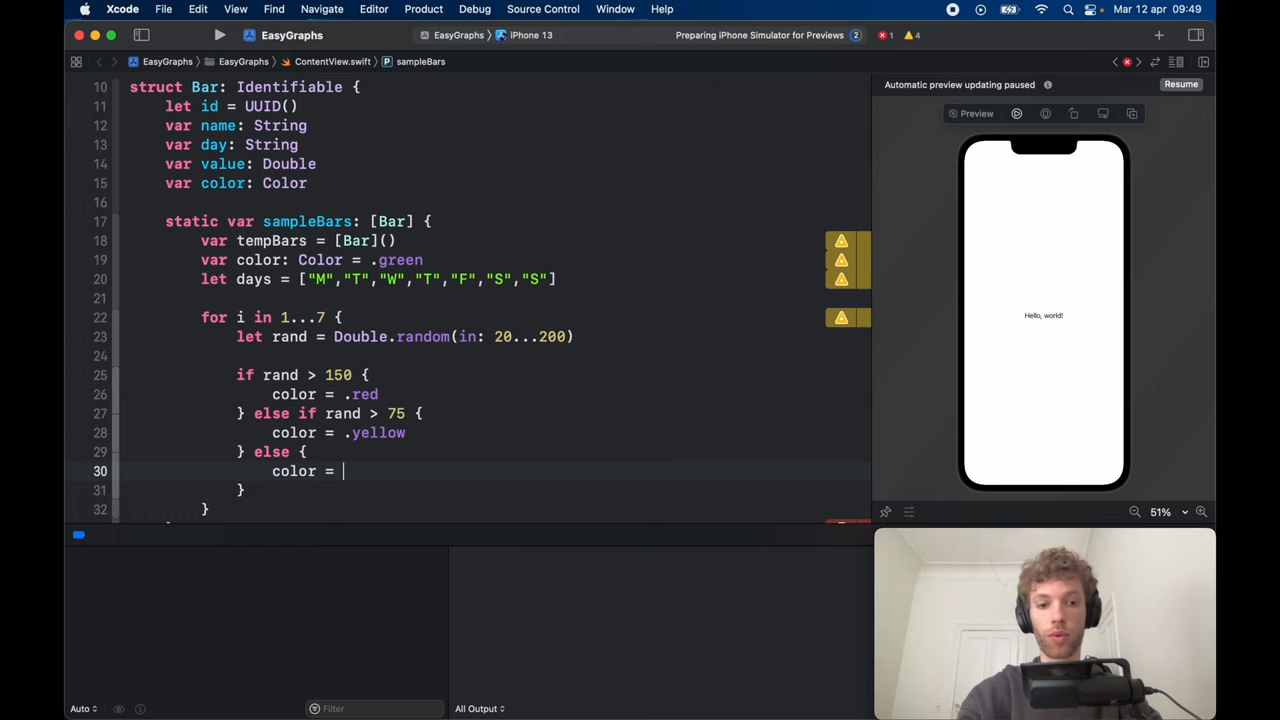 Xcode File Edit View Find Navigate Editor Product Debug Source Control Window Help Mar 12 apr 09:49
EasyGraphs EasyGraphs > iPhone 13 Preparing iPhone Simulator for Previews 2 1 4
EasyGraphs > EasyGraphs > ContentView.swift > P sampleBars
10 struct Bar: Identifiable {
11 let id = UUID()
12 var name: String
13 var day: String
14 var value: Double
15 var color: Color
16
17 static var sampleBars: [Bar] {
18 var tempBars = [Bar]()
19 var color: Color = .green
20 let days = ["M","T","W","T","F","S","S"]
21
22 for i in 1...7 {
23 let rand = Double.random(in: 20...200)
24
25 if rand > 150 {
26 color = .red
27 } else if rand > 75 {
28 color = .yellow
29 } else {
30 color =
31 }
32 }
Automatic preview updating paused Resume
Preview
Hello, world!
51%
Auto Filter All Output